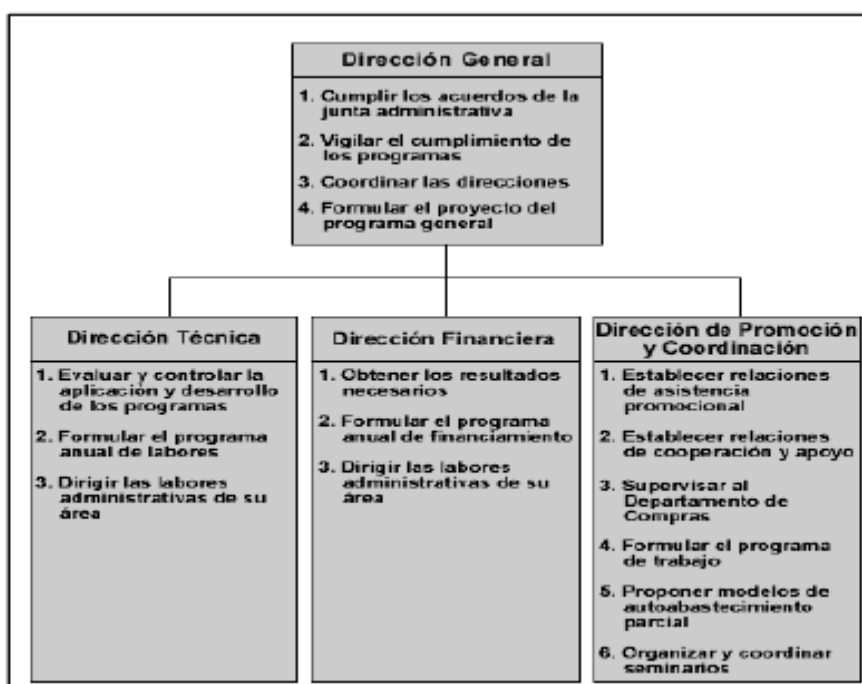 Dirección General
1. Cumplir los acuerdos de la
junta administrativa
2. Vigilar el cumplimiento de
los programas
3. Coordinar las direcciones
4. Formular el proyecto del
programa general
Dirección Técnica
1. Evaluar y controlar la
aplicación y desarrollo
de los programas
2. Formular el programa
anual de labores
3. Dirigir las labores
administrativas de su
área
Dirección Financiera
1. Obtener los resultados
necesarios
2. Formular el programa
anual de financiamiento
3. Dirigir las labores
administrativas de su
área
Dirección de Promoción
y Coordinación
1. Establecer relaciones
de asistencia
promocional
2. Establecer relaciones
de cooperación y apoyo
3. Supervisar al
Departamento de
Compras
4. Formular el programa
de trabajo
5. Proponer modelos de
autoabastecimiento
parcial
6. Organizar y coordinar
seminarios